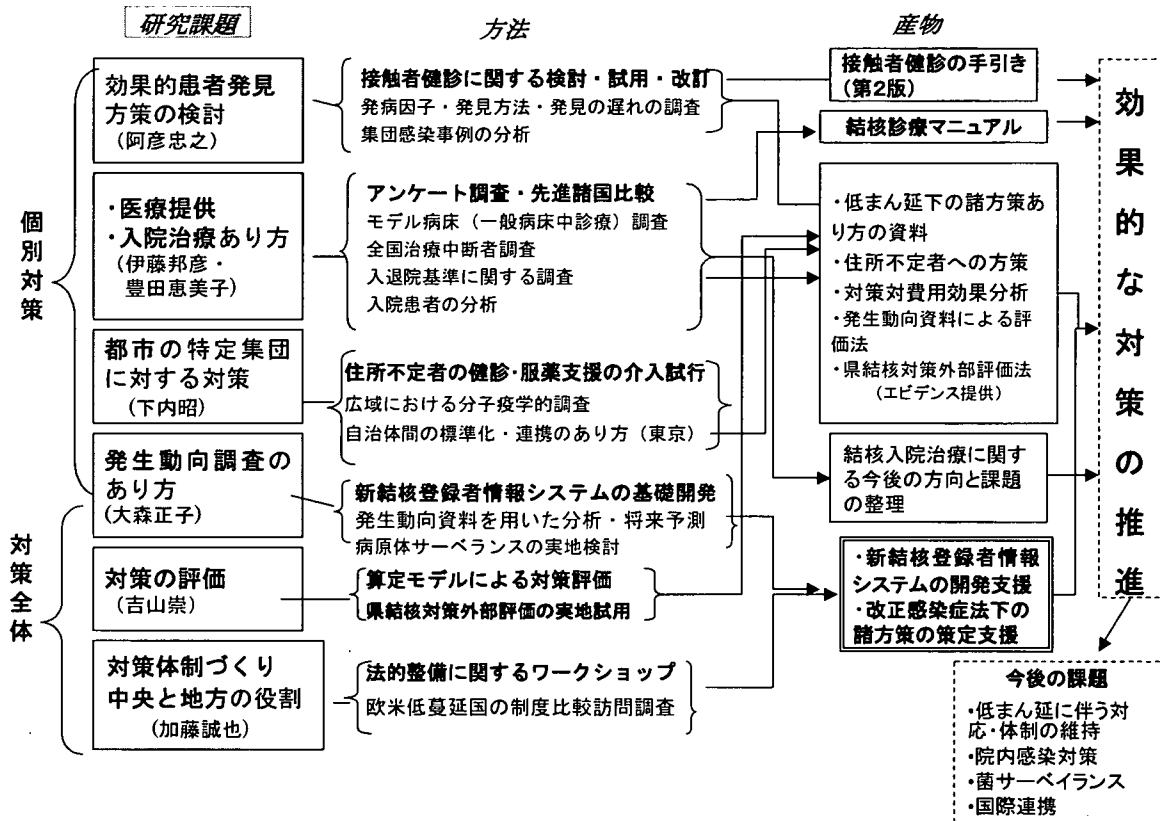 研究課題
方法
産物
個別対策
対策全体
効果的患者発見
方策の検討
(阿彦忠之)
・医療提供
・入院治療あり方
(伊藤邦彦・
豊田恵美子)
都市の特定集団
に対する対策
(下内昭)
発生動向調査の
あり方
(大森正子)
対策の評価
(吉山崇)
対策体制づくり
中央と地方の役割
(加藤誠也)
接触者健診に関する検討・試用・改訂
発病因子・発見方法・発見の遅れの調査
集団感染事例の分析
アンケート調査・先進諸国比較
モデル病床（一般病床中診療）調査
全国治療中断者調査
入退院基準に関する調査
入院患者の分析
住所不定者の健診・服薬支援の介入試行
広域における分子疫学的調査
自治体間の標準化・連携のあり方（東京）
新結核登録者情報システムの基礎開発
発生動向資料を用いた分析・将来予測
病原体サーベランスの実地検討
算定モデルによる対策評価
県結核対策外部評価の実地試用
法的整備に関するワークショップ
欧米低蔓延国の制度比較訪問調査
接触者健診の手引き
(第2版)
結核診療マニュアル
・低まん延下の諸方策あ
り方の資料
・住所不定者への方策
・対策対費用効果分析
・発生動向資料による評
価法
・県結核対策外部評価法
(エビデンス提供)
結核入院治療に関す
る今後の方向と課題
の整理
・新結核登録者情報
システムの開発支援
・改正感染症法下の
諸方策の策定支援
効果的な対策の推進
今後の課題
・低まん延に伴う対
応・体制の維持
・院内感染対策
・菌サーベイランス
・国際連携